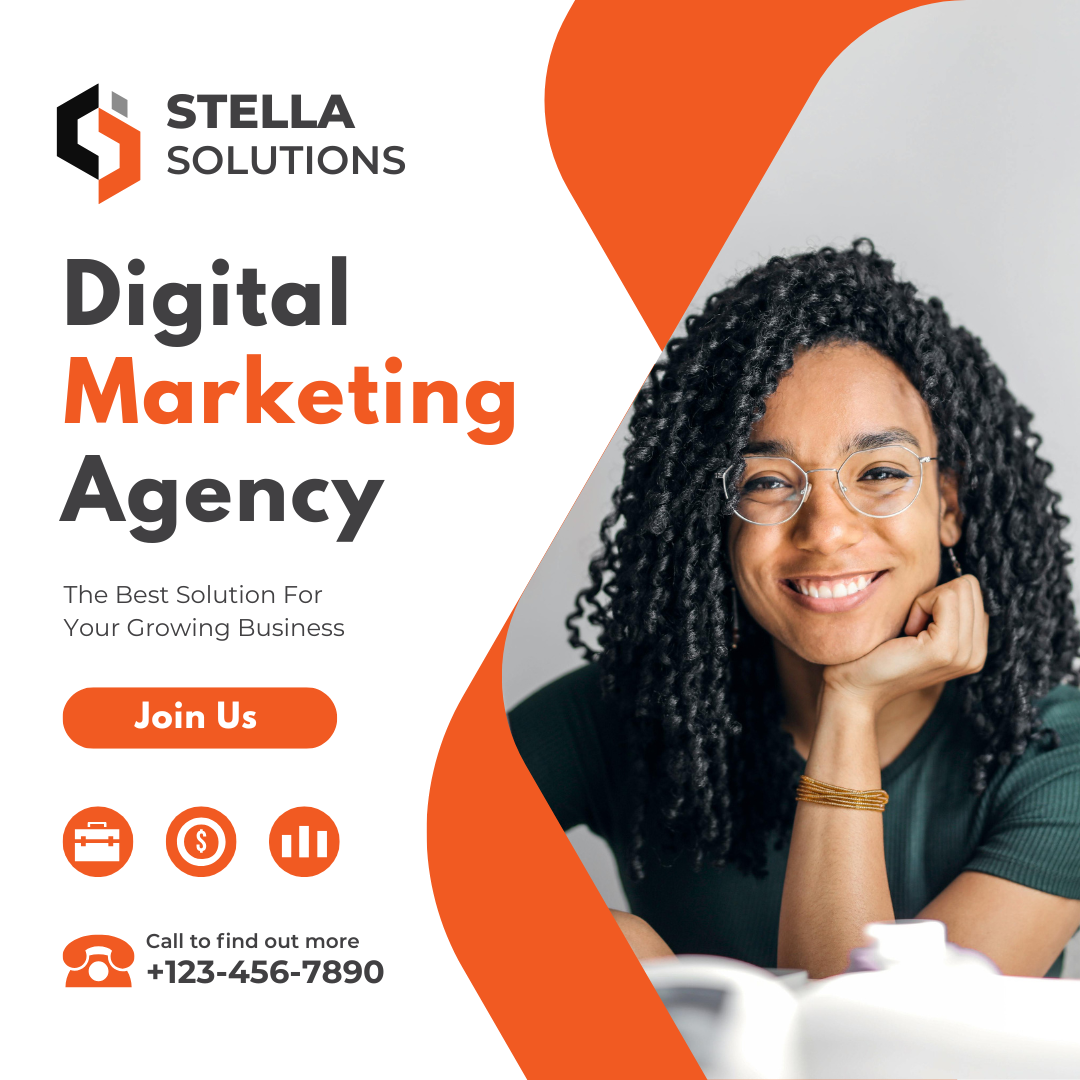 STELLA
SOLUTIONS
Digital
Marketing
Agency
The Best Solution For
Your Growing Business
Join Us
$
Call to find out more
+123-456-7890